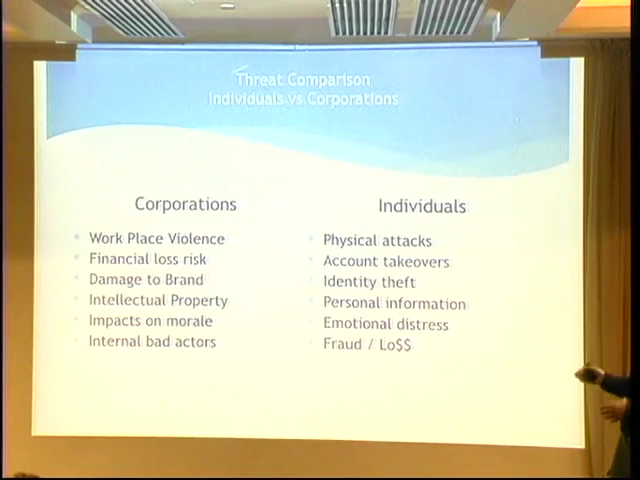 Threat Comparison
Individuals vs Corporations
Corporations
Work Place Violence
Financial loss risk
Damage to Brand
Intellectual Property
Impacts on morale
Internal bad actors
Individuals
Physical attacks
Account takeovers
Identity theft
Personal information
Emotional distress
Fraud / Lo$$